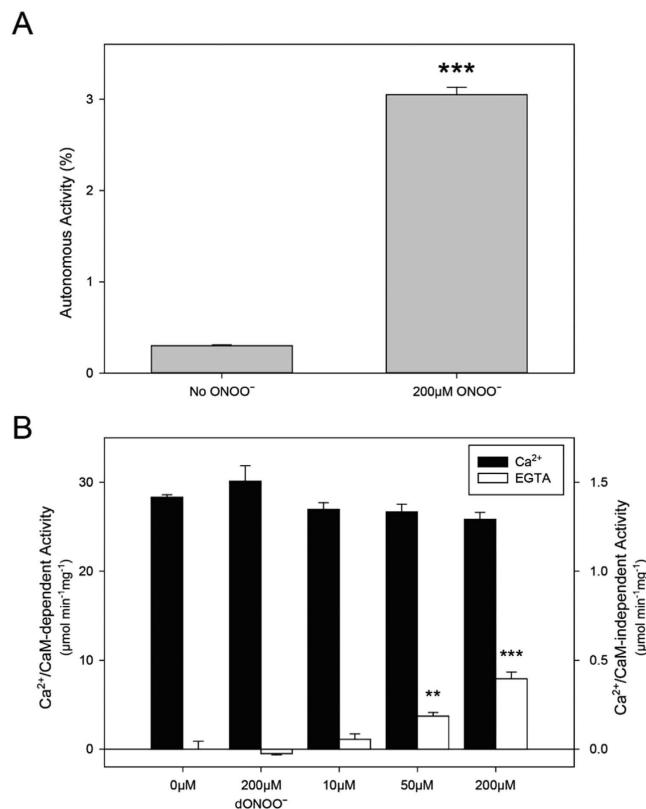 A
***
3
2
1
0
Autonomous Activity (%)
No ONOO⁻
200µM ONOO⁻
B
Ca²⁺
EGTA
30
20
10
0
Ca²⁺/CaM-dependent Activity
(µmol min⁻¹mg⁻¹)
1.5
1.0
0.5
0.0
Ca²⁺/CaM-independent Activity
(µmol min⁻¹mg⁻¹)
**
***
0µM
200µM
dONOO⁻
10µM
50µM
200µM